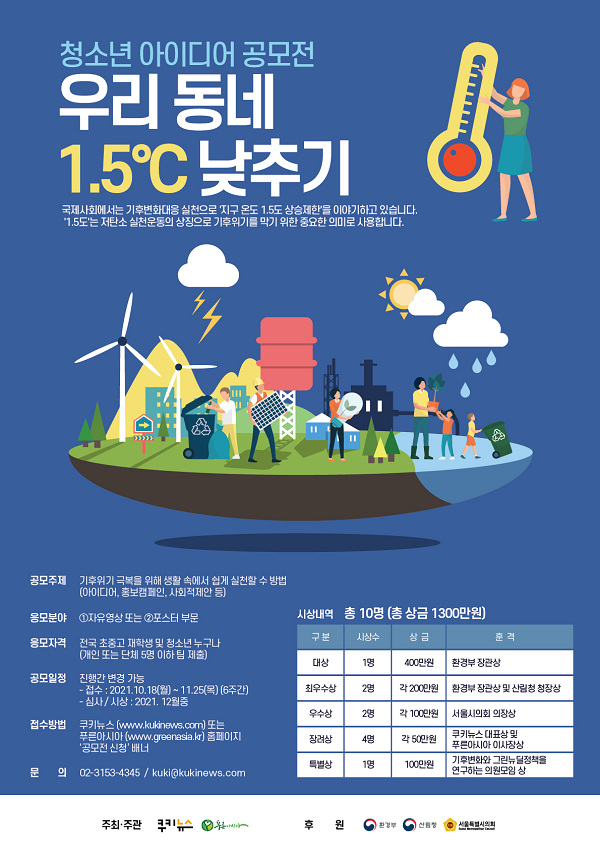 청소년 아이디어 공모전
우리 동네
1.5℃ 낮추기
국제사회에서는 기후변화대응 실천으로 '지구 온도 1.5도 상승제한'을 이야기하고 있습니다.
'1.5도'는 저탄소 실천운동의 상징으로 기후위기를 막기 위한 중요한 의미로 사용합니다.
공모주제 기후위기 극복을 위해 생활 속에서 쉽게 실천할 수 방법
(아이디어, 홍보캠페인, 사회적제안 등)
응모분야 ①자유영상 또는 ②포스터 부문
응모자격 전국 초중고 재학생 및 청소년 누구나
(개인 또는 단체 5명 이하 팀 제출)
공모일정 진행간 변경 가능
- 접수 : 2021.10.18(월) ~ 11.25(목) (6주간)
- 심사 / 시상 : 2021. 12월중
접수방법 쿠키뉴스 (www.kukinews.com) 또는
푸른아시아 (www.greenasia.kr) 홈페이지
'공모전 신청' 배너
문 의 02-3153-4345 / kuki@kukinews.com
시상내역 총 10명 (총 상금 1300만원)
구 분 시상수 상 금 훈 격
대상 1명 400만원 환경부 장관상
최우수상 2명 각 200만원 환경부 장관상 및 산림청 청장상
우수상 2명 각 100만원 서울시의회 의장상
장려상 4명 각 50만원 쿠키뉴스 대표상 및
푸른아시아 이사장상
특별상 1명 100만원 기후변화와 그린뉴딜정책을
연구하는 의원모임 상
주최·주관 쿠키뉴스 푸른아시아 후 원 환경부 산림청 서울특별시의회
Seoul Metropolitan Council